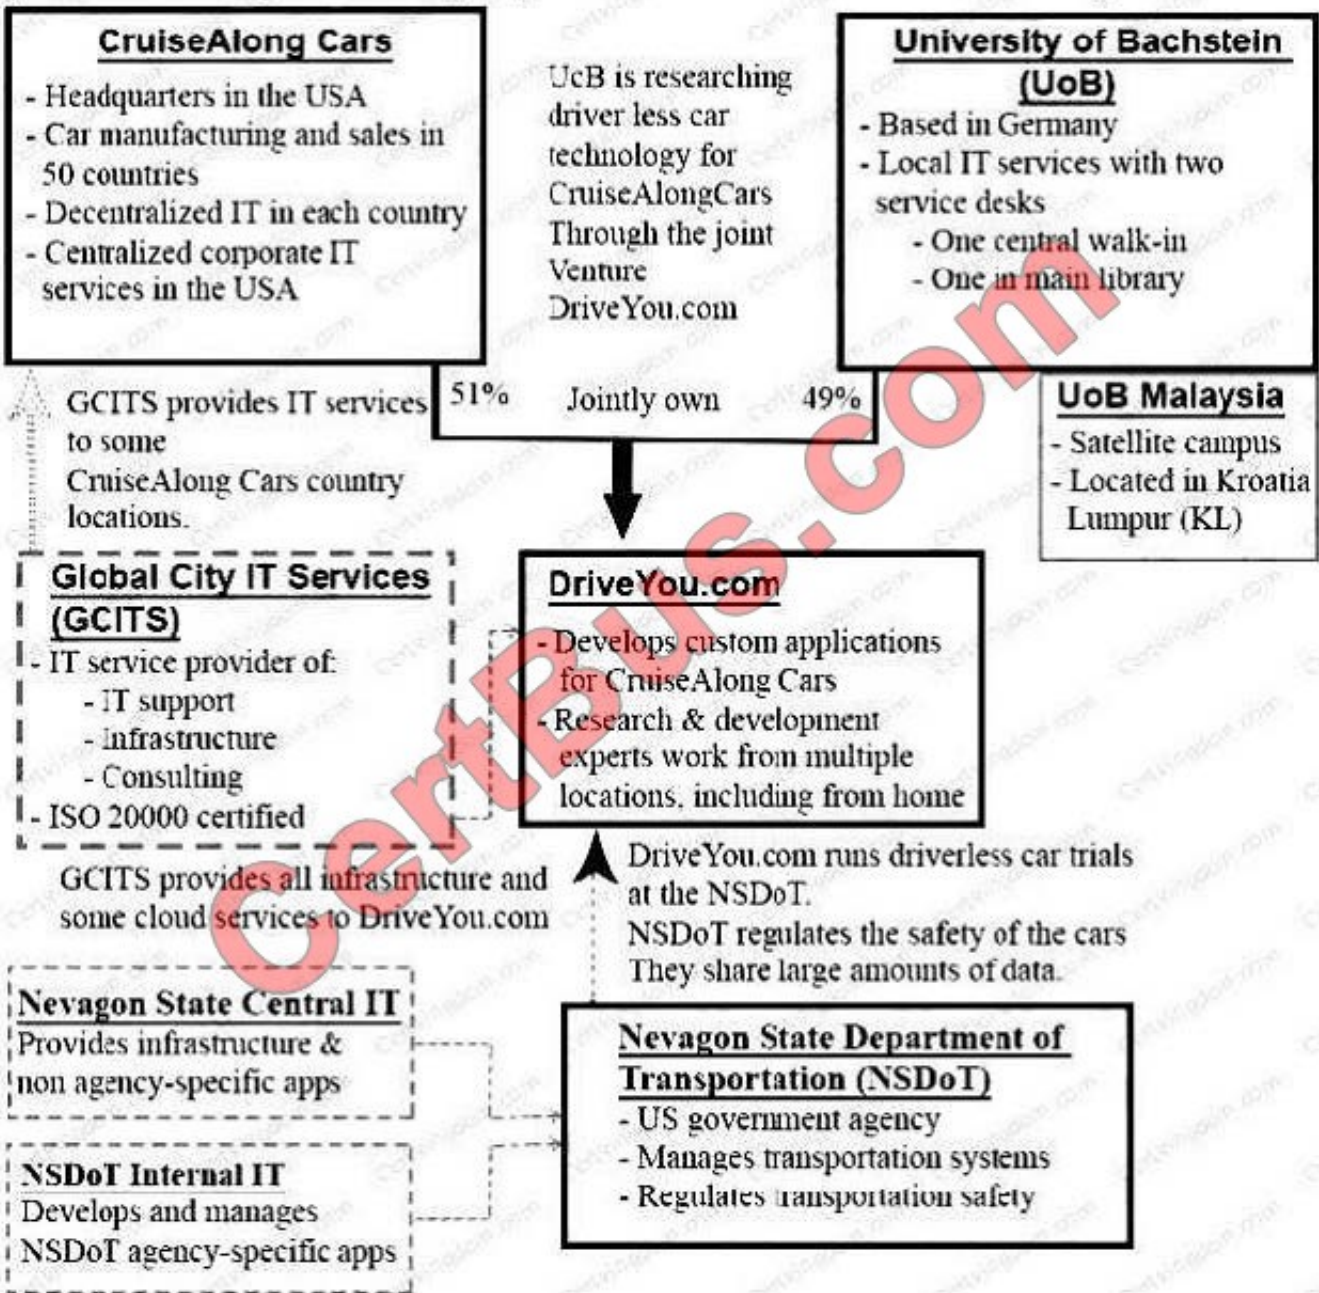 CruiseAlong Cars
- Headquarters in the USA
- Car manufacturing and sales in
50 countries
- Decentralized IT in each country
- Centralized corporate IT
services in the USA
UcB is researching
driver less car
technology for
CruiseAlongCars
Through the joint
Venture
DriveYou.com
University of Bachstein
(UoB)
- Based in Germany
- Local IT services with two
service desks
- One central walk-in
- One in main library
51% Jointly own 49%
UoB Malaysia
- Satellite campus
- Located in Kroatia
Lumpur (KL)
GCITS provides IT services
to some
CruiseAlong Cars country
locations.
Global City IT Services
(GCITS)
- IT service provider of:
- IT support
- Infrastructure
- Consulting
- ISO 20000 certified
DriveYou.com
- Develops custom applications
for CruiseAlong Cars
- Research & development
experts work from multiple
locations, including from home
GCITS provides all infrastructure and
some cloud services to DriveYou.com
DriveYou.com runs driverless car trials
at the NSDoT.
NSDoT regulates the safety of the cars
They share large amounts of data.
Nevagon State Central IT
Provides infrastructure &
non agency-specific apps
NSDoT Internal IT
Develops and manages
NSDoT agency-specific apps
Nevagon State Department of
Transportation (NSDoT)
- US government agency
- Manages transportation systems
- Regulates transportation safety
CertBus.com